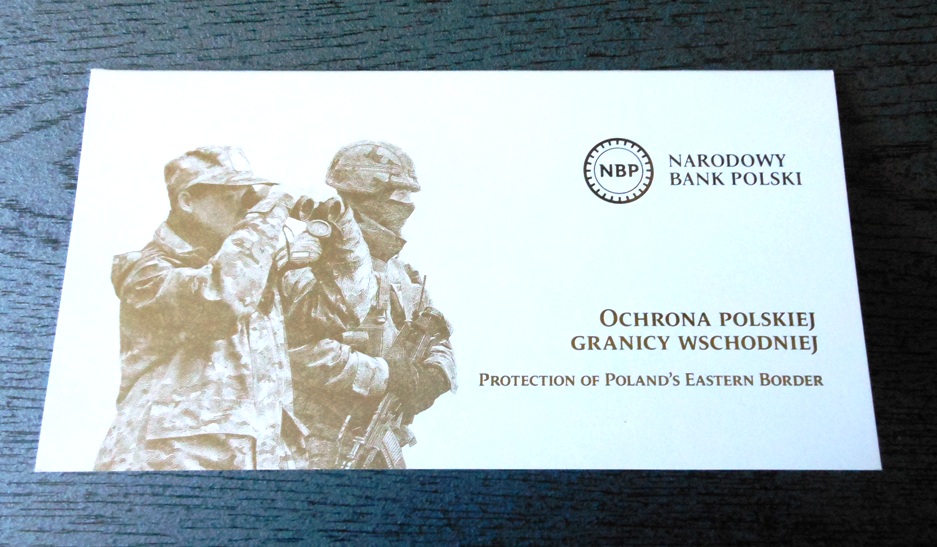 NBP
NARODOWY
BANK POLSKI
OCHRONA POLSKIEJ
GRANICY WSCHODNIEJ
PROTECTION OF POLAND'S EASTERN BORDER